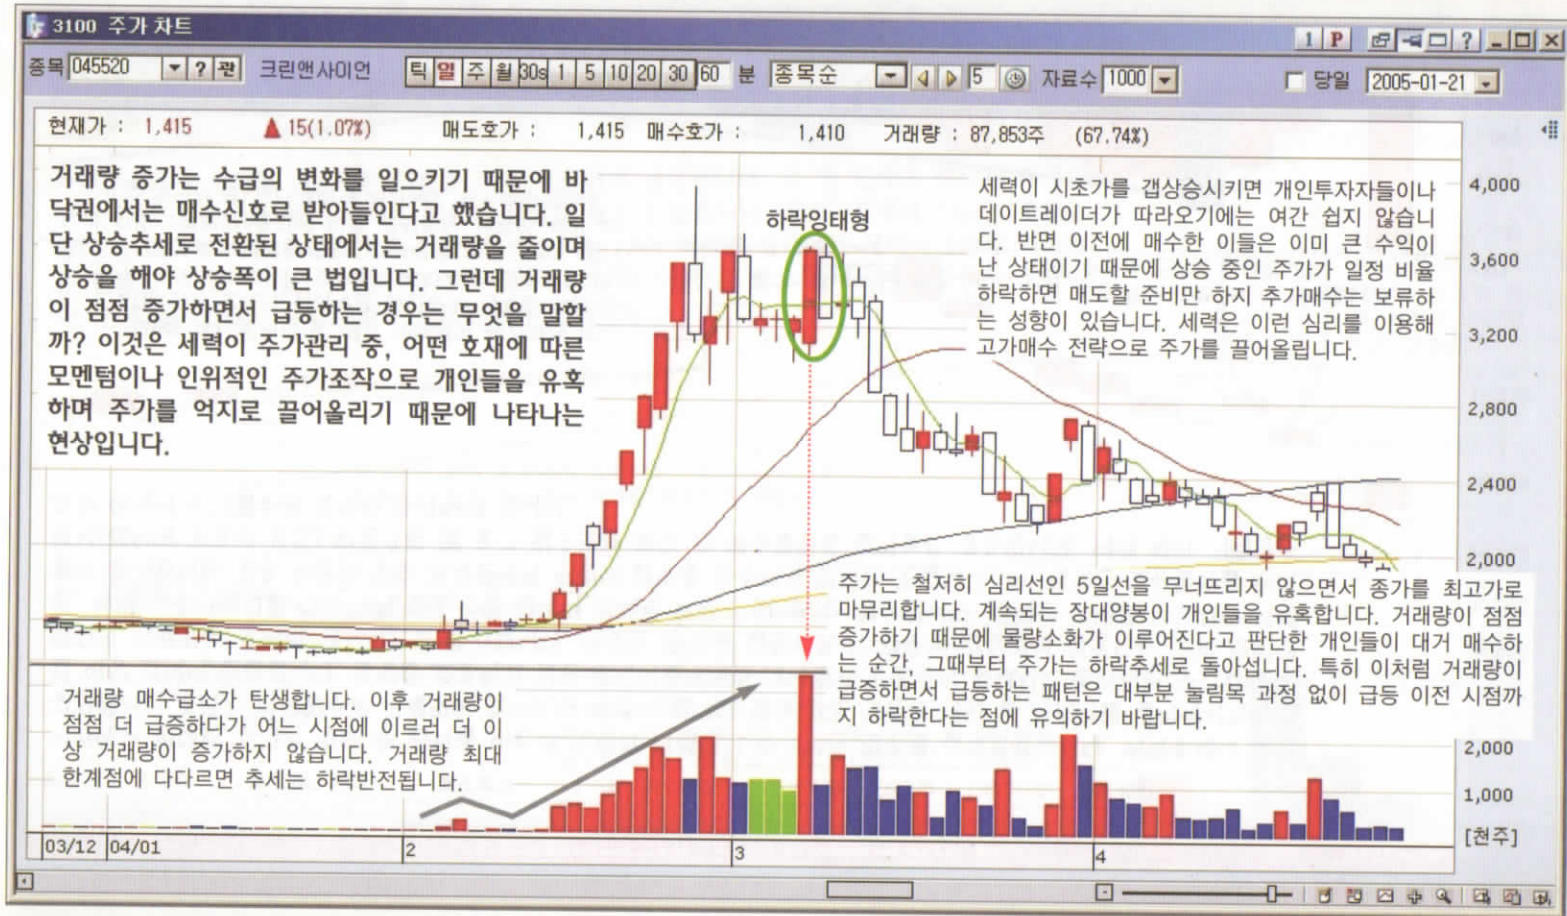 3100 주가 차트
1 P ?
종목 045520 ? 관 크린앤사이언 틱 일 주 월 30s 1 5 10 20 30 60 분 종목순 5 자료수 1000 당일 2005-01-21
현재가 : 1,415 ▲ 15(1.07%) 매도호가 : 1,415 매수호가 : 1,410 거래량 : 87,853주 (67.74%)
거래량 증가는 수급의 변화를 일으키기 때문에 바
닥권에서는 매수신호로 받아들인다고 했습니다. 일
단 상승추세로 전환된 상태에서는 거래량을 줄이며
상승을 해야 상승폭이 큰 법입니다. 그런데 거래량
이 점점 증가하면서 급등하는 경우는 무엇을 말할
까? 이것은 세력이 주가관리 중, 어떤 호재에 따른
모멘텀이나 인위적인 주가조작으로 개인들을 유혹
하며 주가를 억지로 끌어올리기 때문에 나타나는
현상입니다.
하락잉태형
세력이 시초가를 갭상승시키면 개인투자자들이나
데이트레이더가 따라오기에는 여간 쉽지 않습니
다. 반면 이전에 매수한 이들은 이미 큰 수익이
난 상태이기 때문에 상승 중인 주가가 일정 비율
하락하면 매도할 준비만 하지 추가매수는 보류하
는 성향이 있습니다. 세력은 이런 심리를 이용해
고가매수 전략으로 주가를 끌어올립니다.
4,000
3,600
3,200
2,800
2,400
2,000
주가는 철저히 심리선인 5일선을 무너뜨리지 않으면서 종가를 최고가로
마무리합니다. 계속되는 장대양봉이 개인들을 유혹합니다. 거래량이 점점
증가하기 때문에 물량소화가 이루어진다고 판단한 개인들이 대거 매수하
는 순간, 그때부터 주가는 하락추세로 돌아섭니다. 특히 이처럼 거래량이
급증하면서 급등하는 패턴은 대부분 눌림목 과정 없이 급등 이전 시점까
지 하락한다는 점에 유의하기 바랍니다.
거래량 매수급소가 탄생합니다. 이후 거래량이
점점 더 급증하다가 어느 시점에 이르러 더 이
상 거래량이 증가하지 않습니다. 거래량 최대
한계점에 다다르면 추세는 하락반전됩니다.
2,000
1,000
[천주]
03/12 04/01 2 3 4